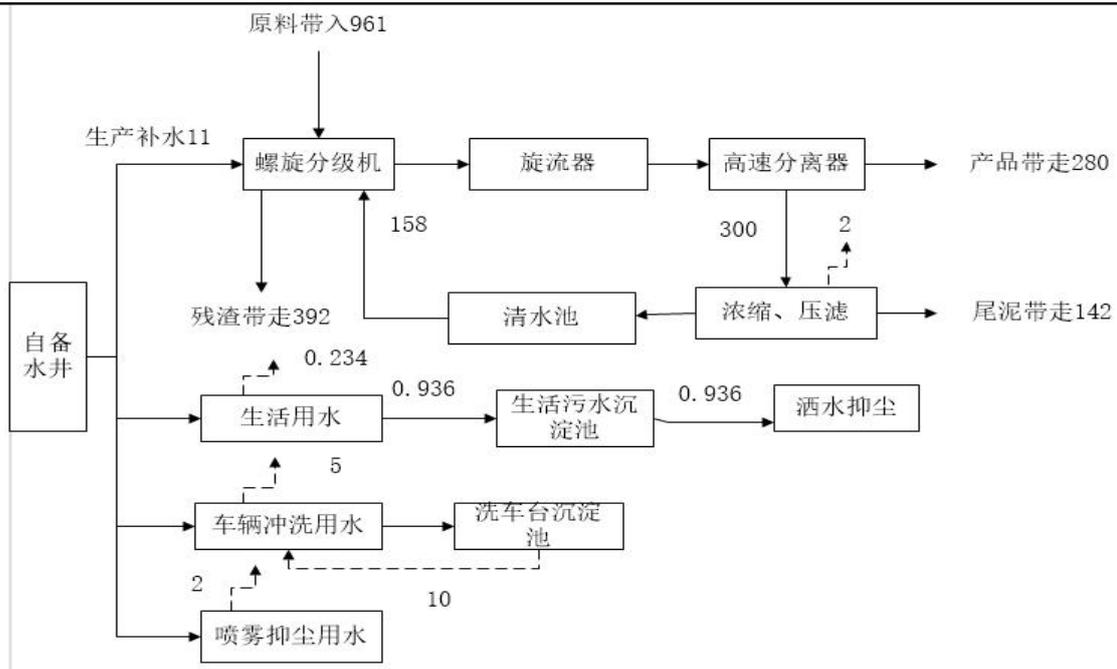 原料带入961
生产补水11
螺旋分级机
旋流器
高速分离器
产品带走280
158
300
2
残渣带走392
清水池
浓缩、压滤
尾泥带走142
自备
水井
0.234
0.936
0.936
生活用水
生活污水沉
淀池
洒水抑尘
5
车辆冲洗用水
洗车台沉淀
池
2
10
喷雾抑尘用水